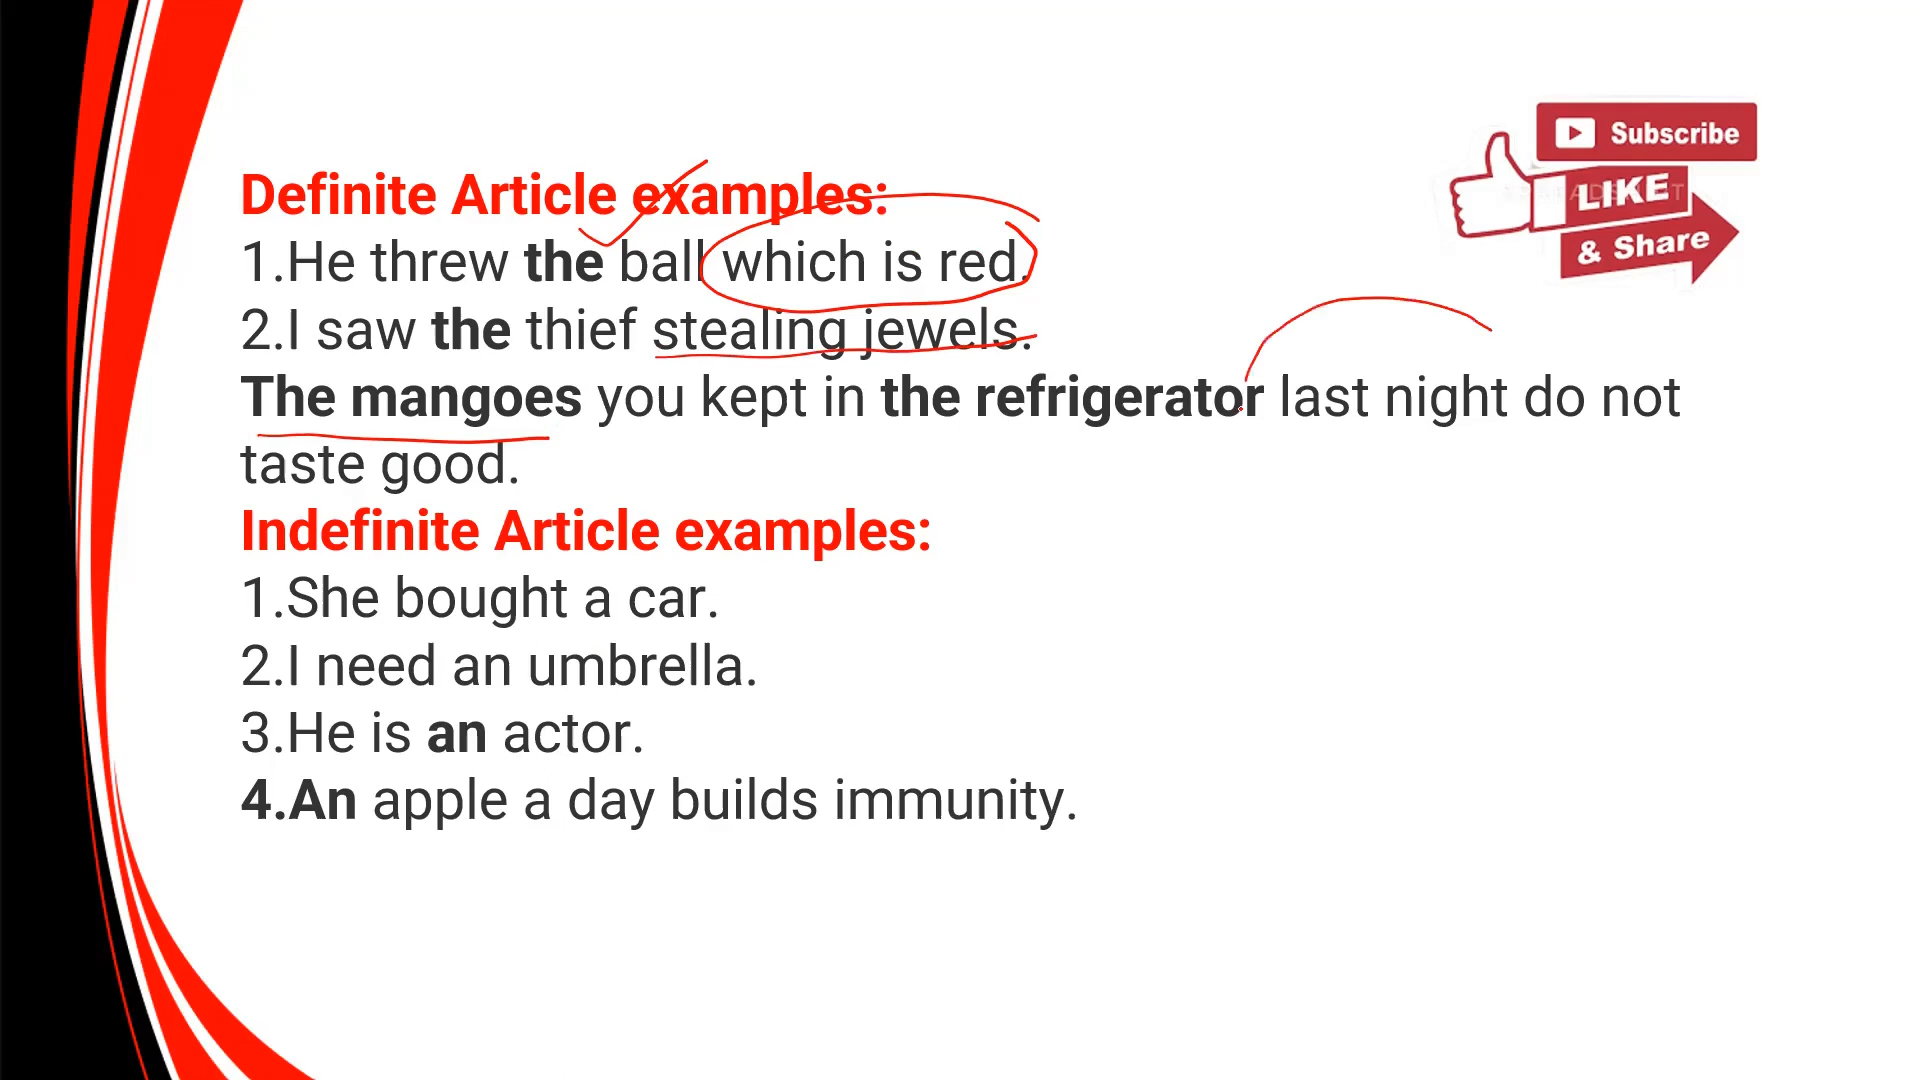 Subscribe
LIKE
& Share
Definite Article examples:
1.He threw the ball which is red.
2.I saw the thief stealing jewels.
The mangoes you kept in the refrigerator last night do not
taste good.
Indefinite Article examples:
1.She bought a car.
2.I need an umbrella.
3.He is an actor.
4.An apple a day builds immunity.